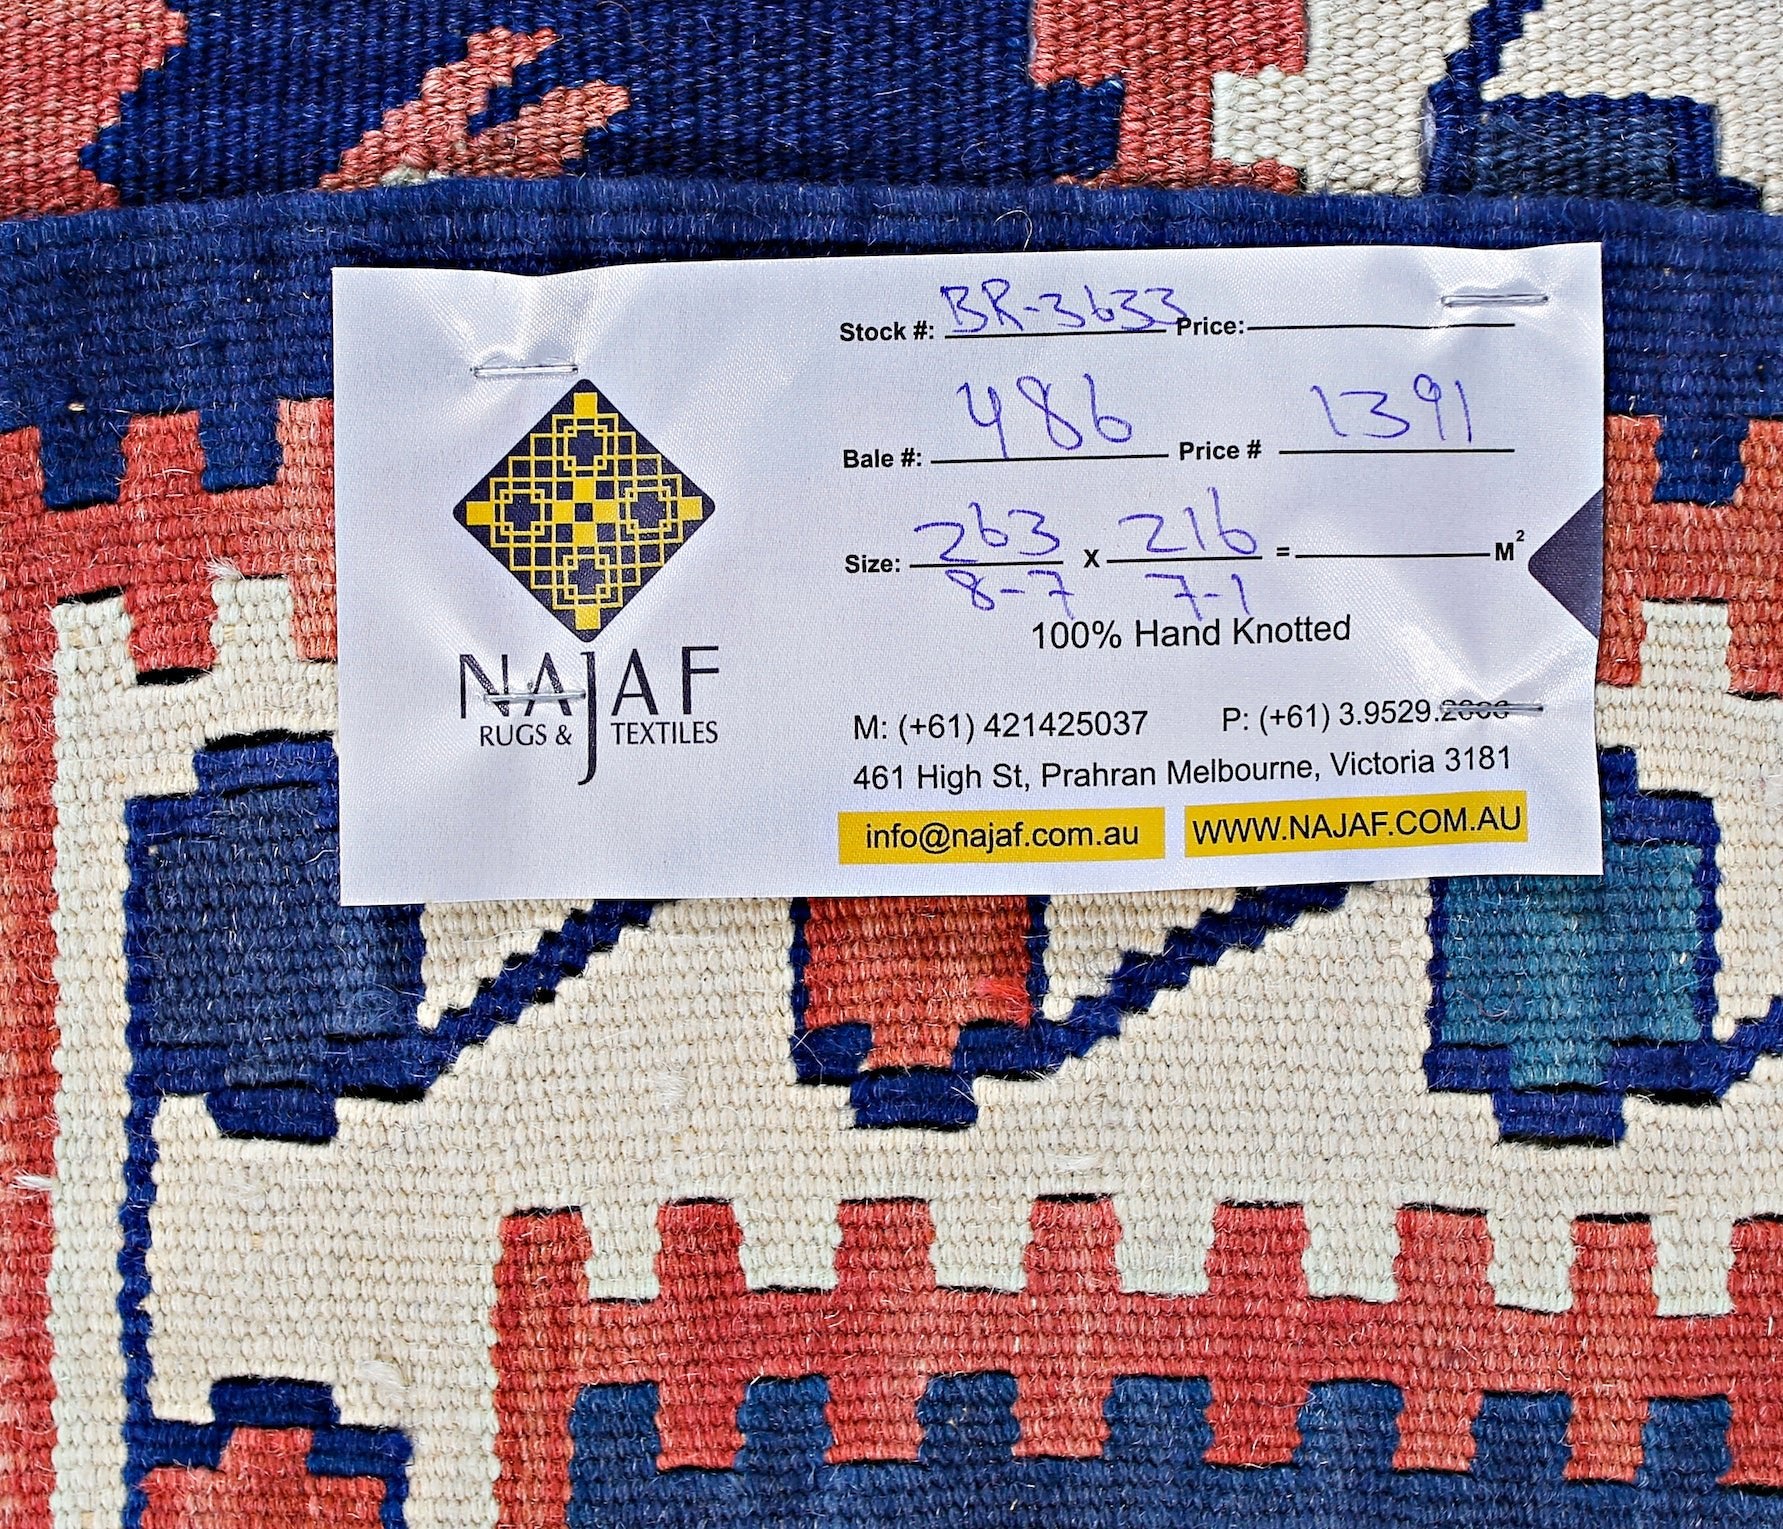 Stock #: BR-3633 Price:
Bale #: 486 Price # 1391
Size: 263 x 216 = M²
8-7 7-1
100% Hand Knotted
NAJAF
RUGS & TEXTILES
M: (+61) 421425037 P: (+61) 3.9529.
461 High St, Prahran Melbourne, Victoria 3181
info@najaf.com.au WWW.NAJAF.COM.AU